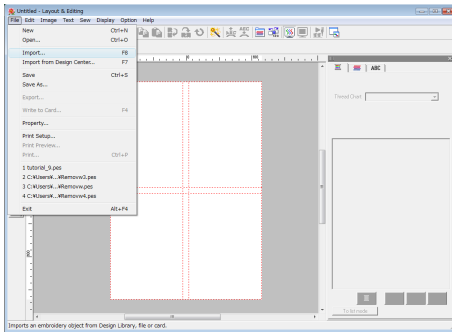 Untitled - Layout & Editing
File Edit Image Text Sew Display Option Help
New Ctrl+N
Open... Ctrl+O
Import... F8
Import from Design Center... F7
Save Ctrl+S
Save As...
Export...
Write to Card... F4
Property...
Print Setup...
Print Preview...
Print... Ctrl+P
1 tutorial_9.pes
2 C:¥Users¥...¥Removw3.pes
3 C:¥Users¥...¥Removw.pes
4 C:¥Users¥...¥Removw4.pes
Exit Alt+F4
ABC
Thread Chart
To list mode
Imports an embroidery object from Design Library, file or card.